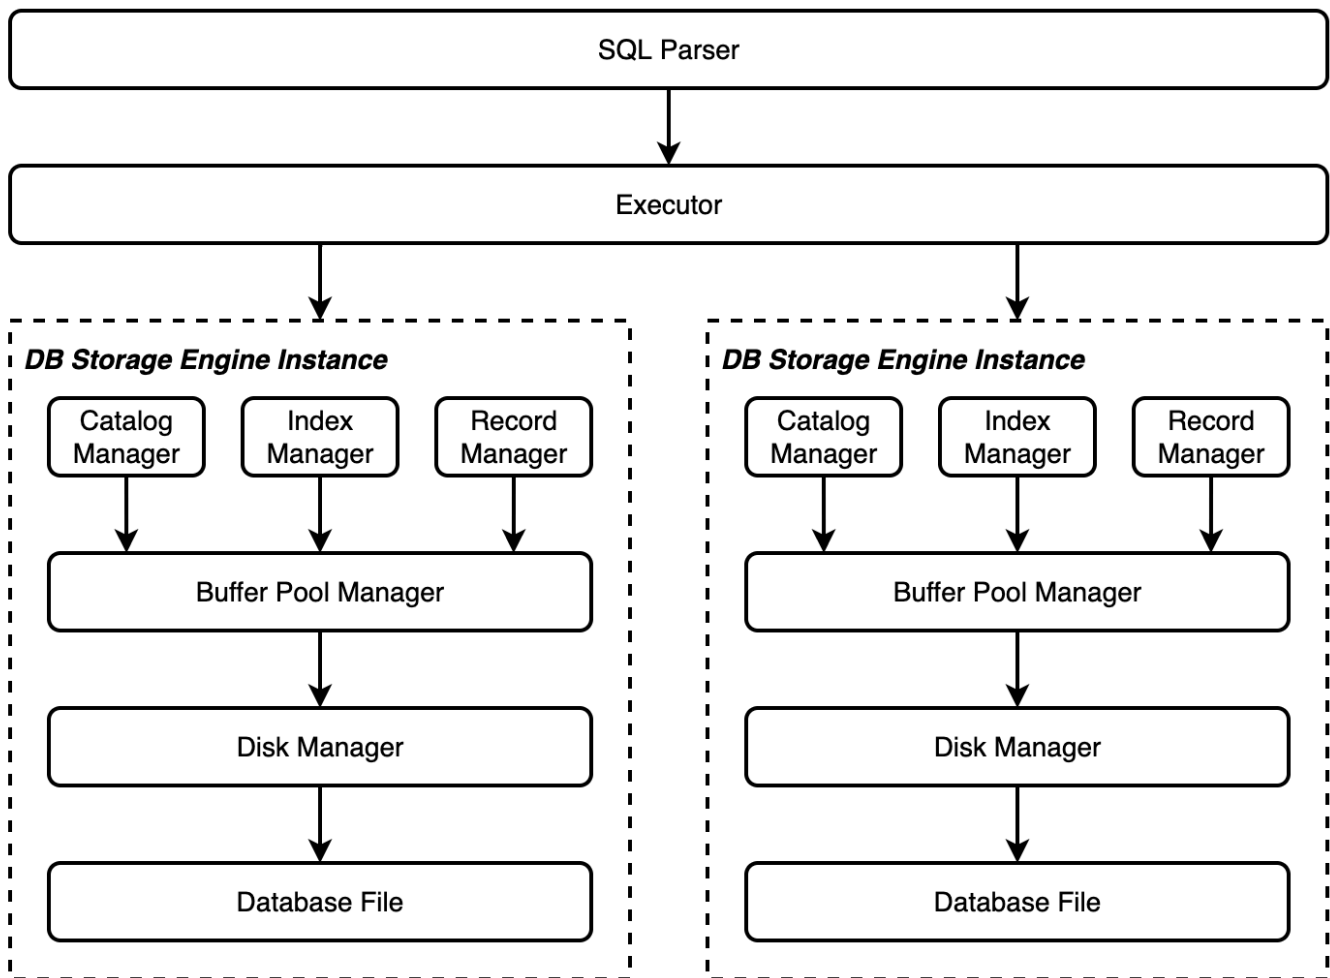 SQL Parser
Executor
DB Storage Engine Instance
Catalog
Manager
Index
Manager
Record
Manager
Buffer Pool Manager
Disk Manager
Database File
DB Storage Engine Instance
Catalog
Manager
Index
Manager
Record
Manager
Buffer Pool Manager
Disk Manager
Database File